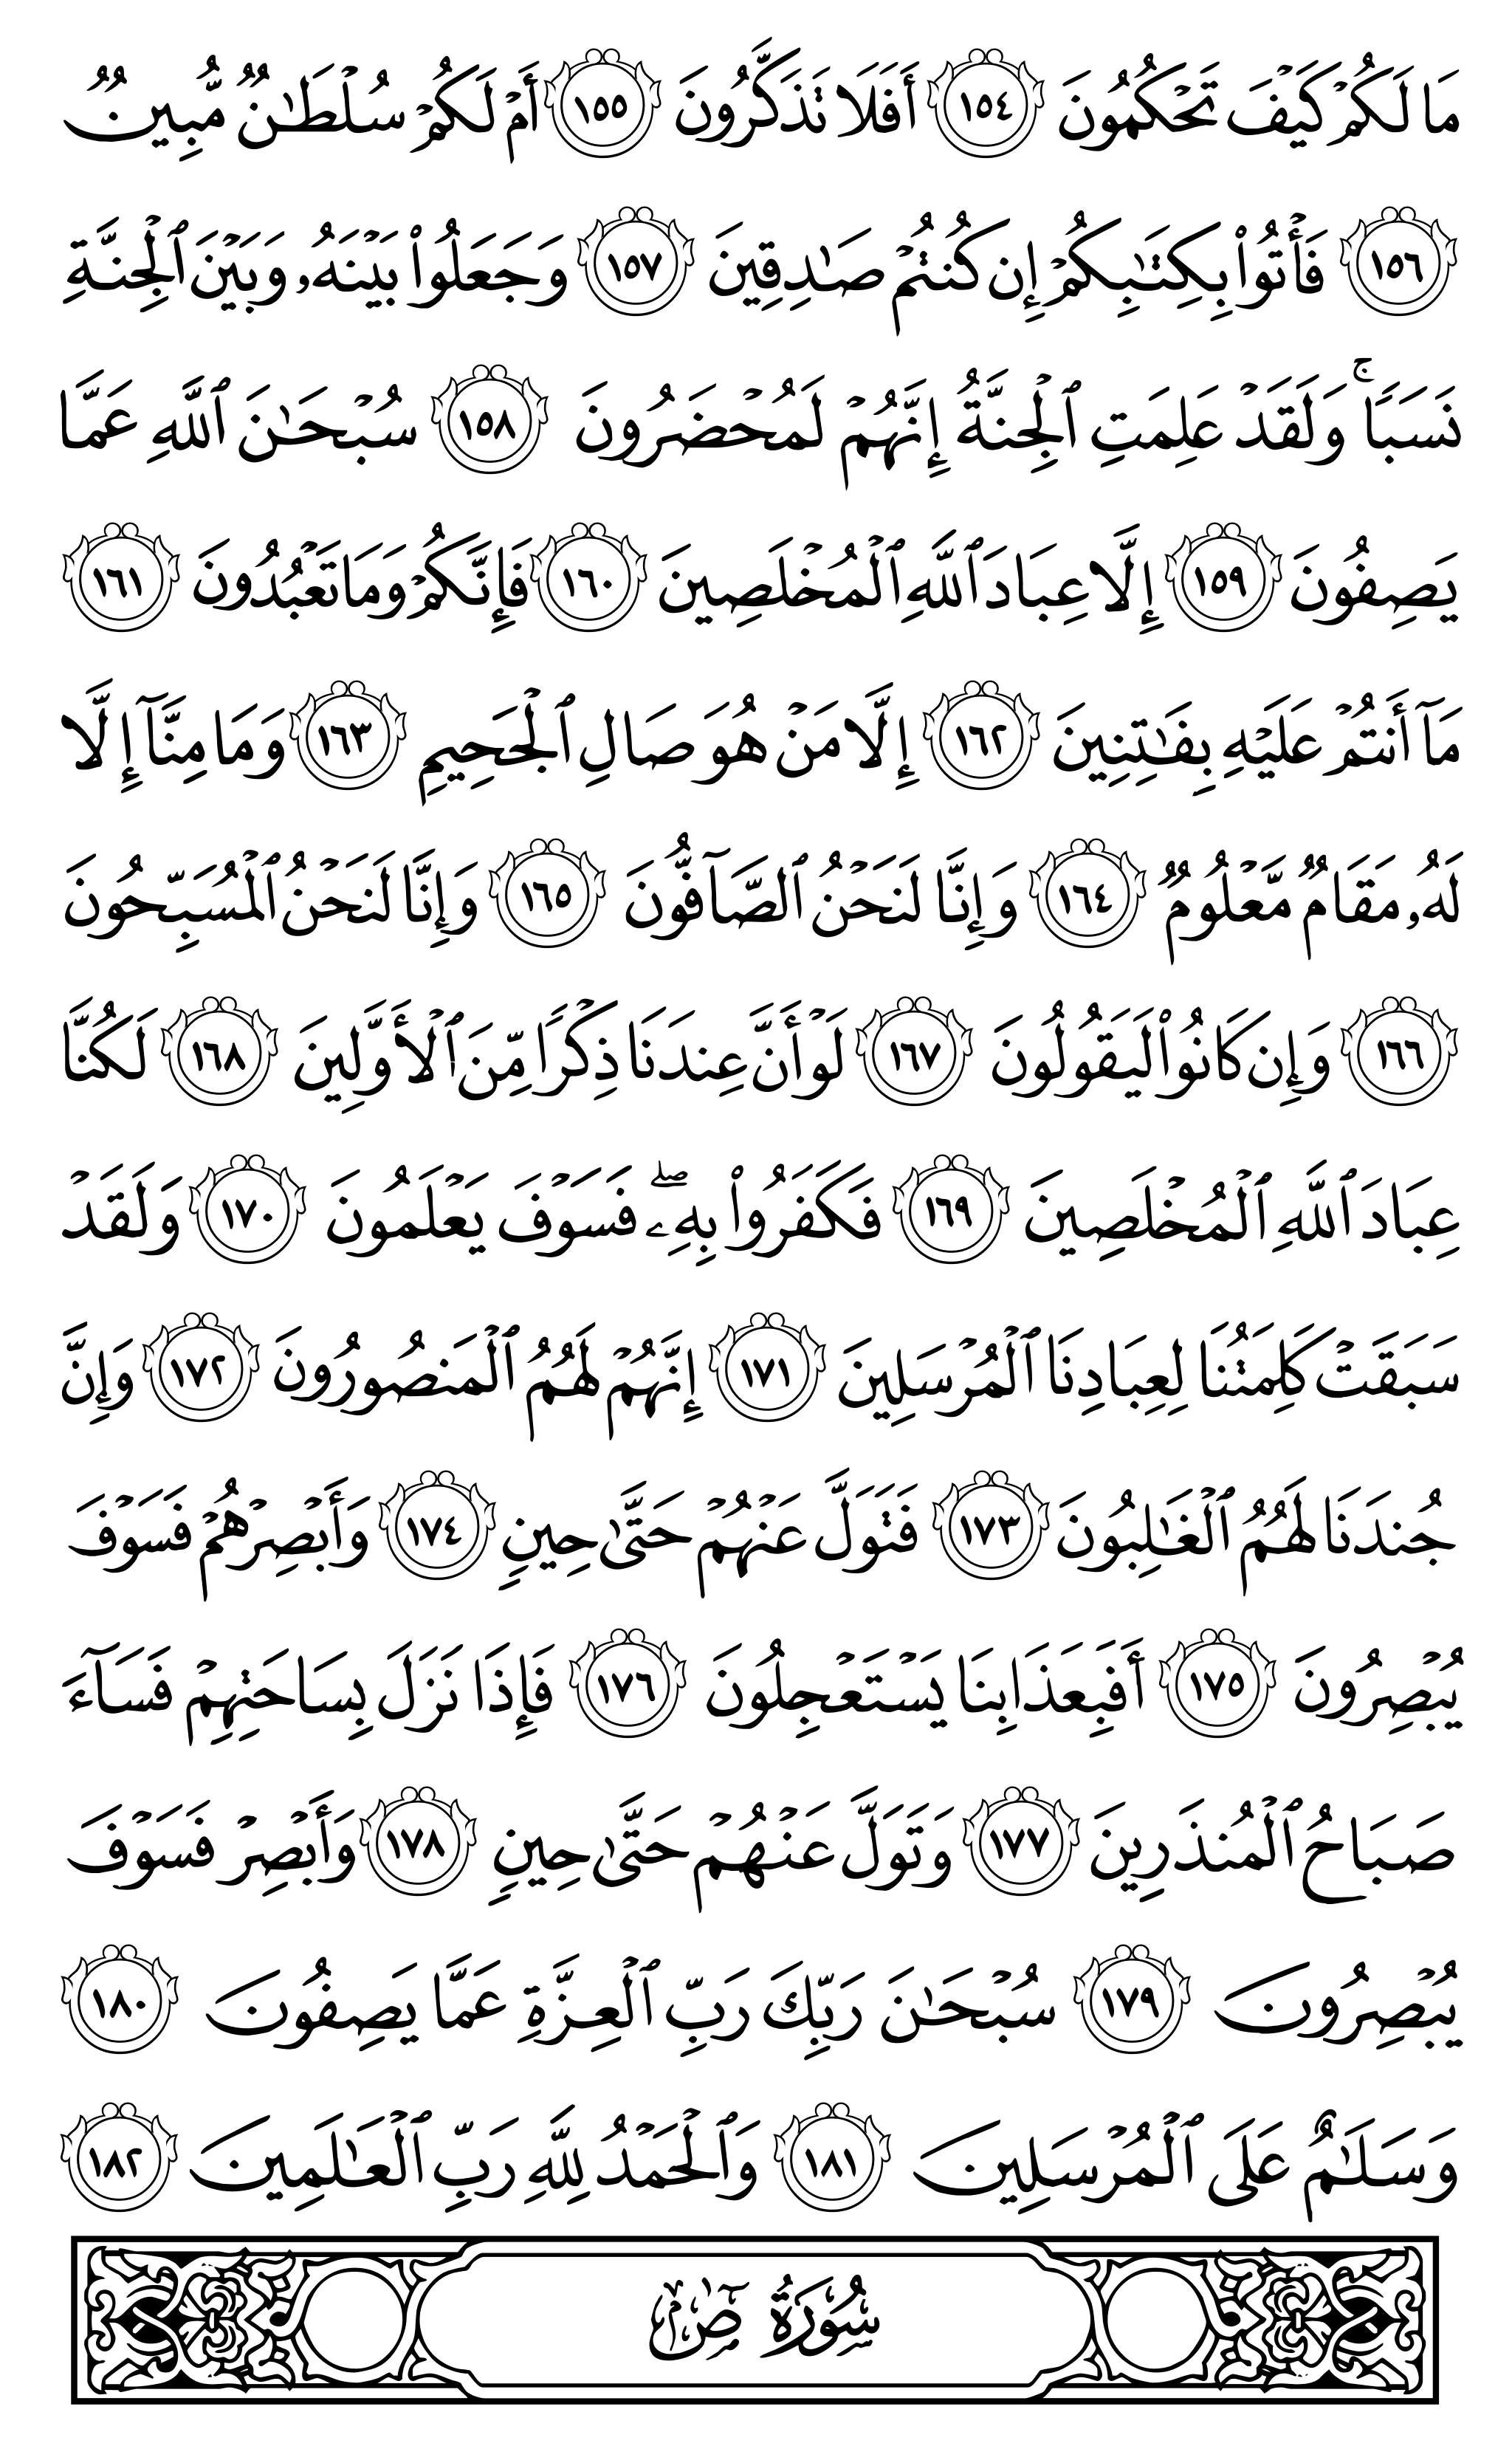 مَا لَكُمْ كَيْفَ تَحْكُمُونَ ١٥٤ أَفَلَا تَذَكَّرُونَ ١٥٥ أَمْ لَكُمْ سُلْطَٰنٌ مُّبِينٌ
١٥٦ فَأْتُوا۟ بِكِتَٰبِكُمْ إِن كُنتُمْ صَٰدِقِينَ ١٥٧ وَجَعَلُوا۟ بَيْنَهُۥ وَبَيْنَ ٱلْجِنَّةِ
نَسَبًا ۚ وَلَقَدْ عَلِمَتِ ٱلْجِنَّةُ إِنَّهُمْ لَمُحْضَرُونَ ١٥٨ سُبْحَٰنَ ٱللَّهِ عَمَّا
يَصِفُونَ ١٥٩ إِلَّا عِبَادَ ٱللَّهِ ٱلْمُخْلَصِينَ ١٦٠ فَإِنَّكُمْ وَمَا تَعْبُدُونَ ١٦١
مَآ أَنتُمْ عَلَيْهِ بِفَٰتِنِينَ ١٦٢ إِلَّا مَنْ هُوَ صَالِ ٱلْجَحِيمِ ١٦٣ وَمَا مِنَّآ إِلَّا
لَهُۥ مَقَامٌ مَّعْلُومٌ ١٦٤ وَإِنَّا لَنَحْنُ ٱلصَّآفُّونَ ١٦٥ وَإِنَّا لَنَحْنُ ٱلْمُسَبِّحُونَ
١٦٦ وَإِن كَانُوا۟ لَيَقُولُونَ ١٦٧ لَوْ أَنَّ عِندَنَا ذِكْرًا مِّنَ ٱلْأَوَّلِينَ ١٦٨ لَكُنَّا
عِبَادَ ٱللَّهِ ٱلْمُخْلَصِينَ ١٦٩ فَكَفَرُوا۟ بِهِۦ ۖ فَسَوْفَ يَعْلَمُونَ ١٧٠ وَلَقَدْ
سَبَقَتْ كَلِمَتُنَا لِعِبَادِنَا ٱلْمُرْسَلِينَ ١٧١ إِنَّهُمْ لَهُمُ ٱلْمَنصُورُونَ ١٧٢ وَإِنَّ
جُندَنَا لَهُمُ ٱلْغَٰلِبُونَ ١٧٣ فَتَوَلَّ عَنْهُمْ حَتَّىٰ حِينٍ ١٧٤ وَأَبْصِرْهُمْ فَسَوْفَ
يُبْصِرُونَ ١٧٥ أَفَبِعَذَابِنَا يَسْتَعْجِلُونَ ١٧٦ فَإِذَا نَزَلَ بِسَاحَتِهِمْ فَسَآءَ
صَبَاحُ ٱلْمُنذَرِينَ ١٧٧ وَتَوَلَّ عَنْهُمْ حَتَّىٰ حِينٍ ١٧٨ وَأَبْصِرْ فَسَوْفَ
يُبْصِرُونَ ١٧٩ سُبْحَٰنَ رَبِّكَ رَبِّ ٱلْعِزَّةِ عَمَّا يَصِفُونَ ١٨٠
وَسَلَٰمٌ عَلَى ٱلْمُرْسَلِينَ ١٨١ وَٱلْحَمْدُ لِلَّهِ رَبِّ ٱلْعَٰلَمِينَ ١٨٢
سُورَةُ صٓ